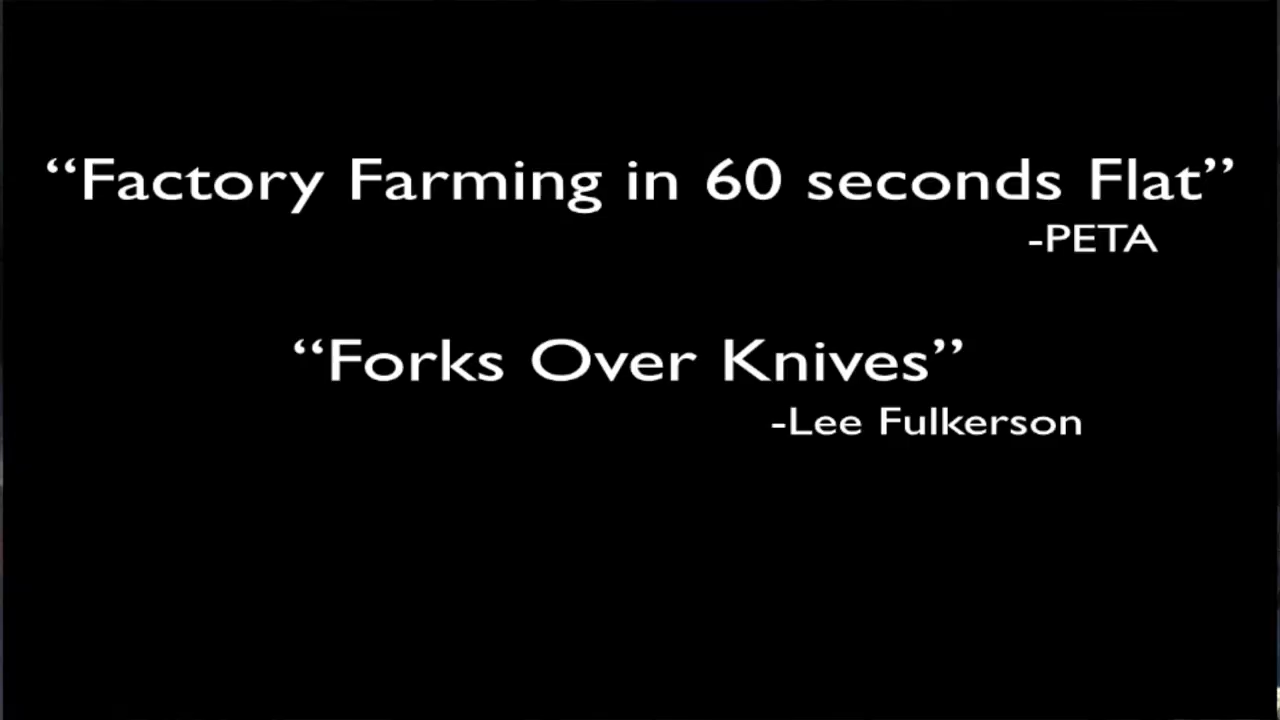 “Factory Farming in 60 seconds Flat”
-PETA
“Forks Over Knives”
-Lee Fulkerson